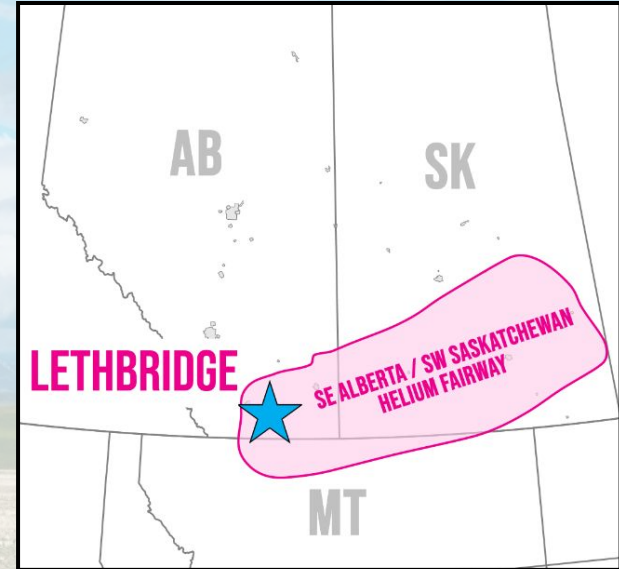 AB
SK
LETHBRIDGE
SE ALBERTA / SW SASKATCHEWAN
HELIUM FAIRWAY
MT